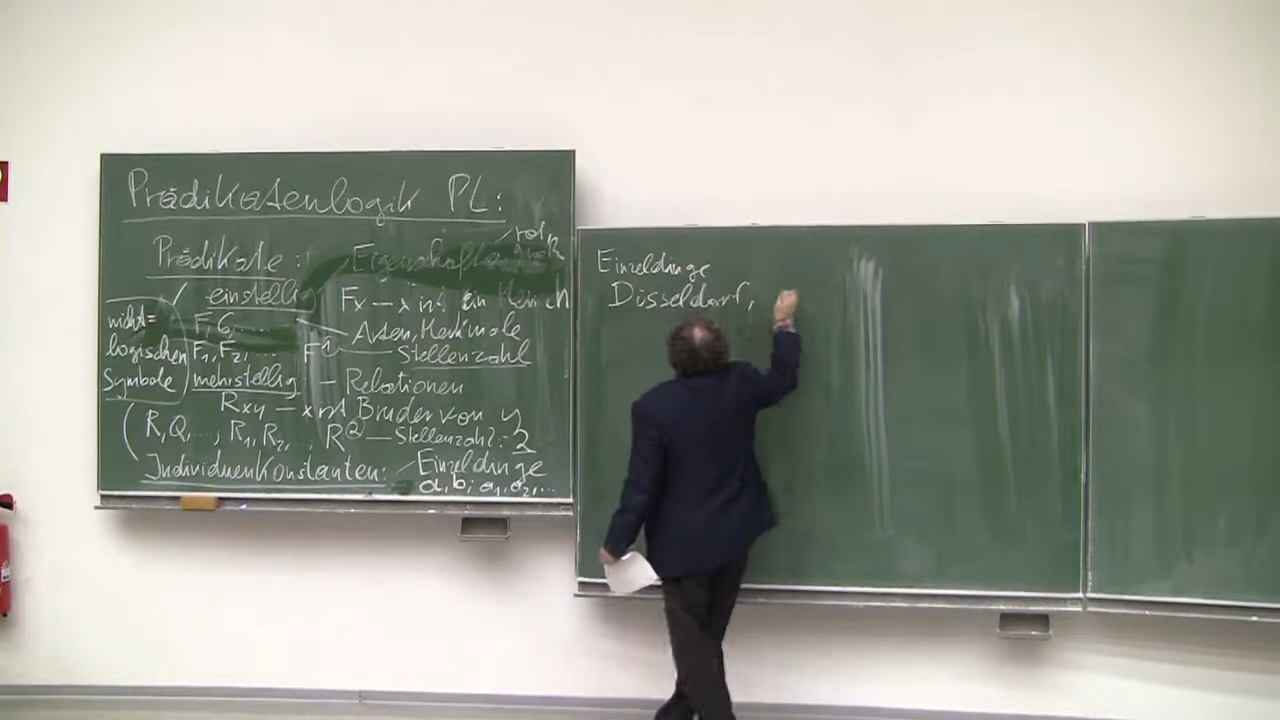 Prädikatenlogik PL:
Prädikate: Eigenschaften rot
einstellig Fx — x ist ein Mensch
nicht= F, G, ... Arten, Merkmale
logischen F₁, F₂, ... F¹ — Stellenzahl
Symbole mehrstellig — Relationen
Rxy — x ist Bruder von y
R, Q, ..., R₁, R₂, ..., R² — Stellenzahl: 2
Individuenkonstanten: Einzeldinge
a, b; a₁, a₂, ...
Einzeldinge
Düsseldorf,